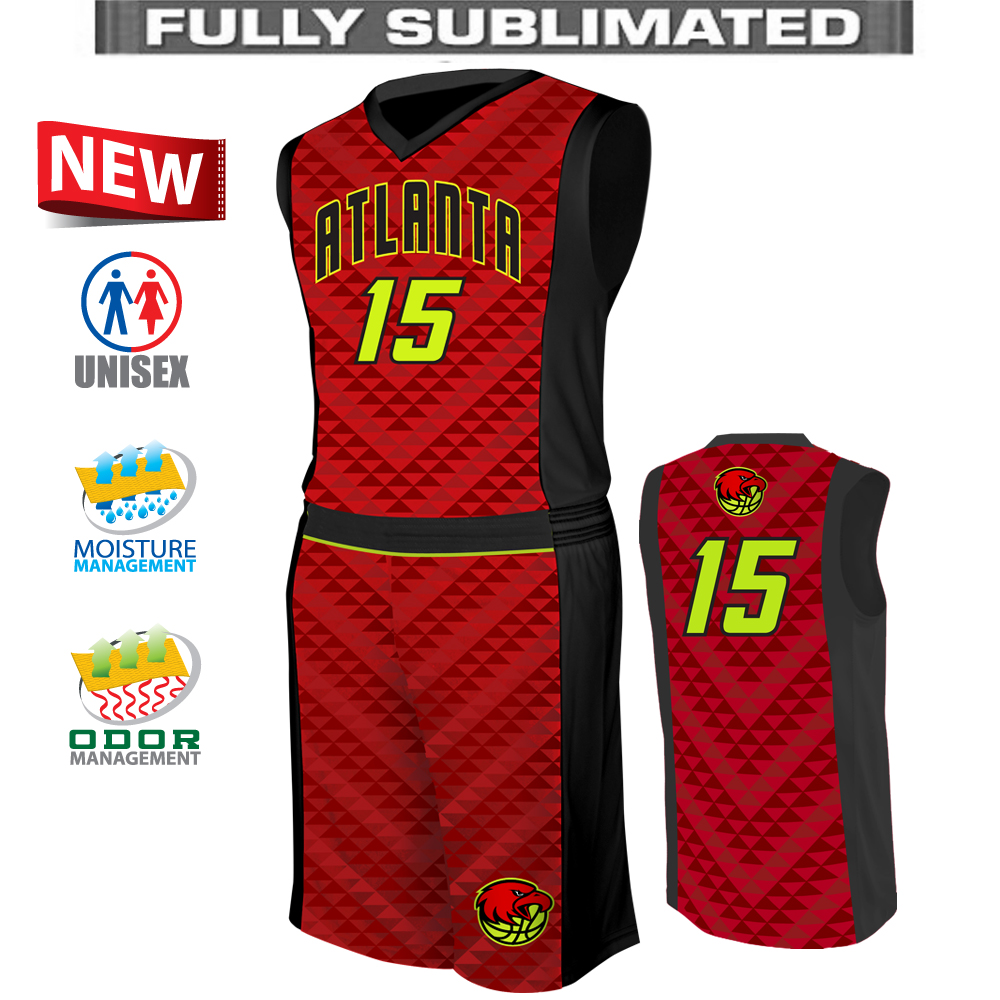 FULLY SUBLIMATED
NEW
UNISEX
MOISTURE
MANAGEMENT
ODOR
MANAGEMENT
ATLANTA
15
15